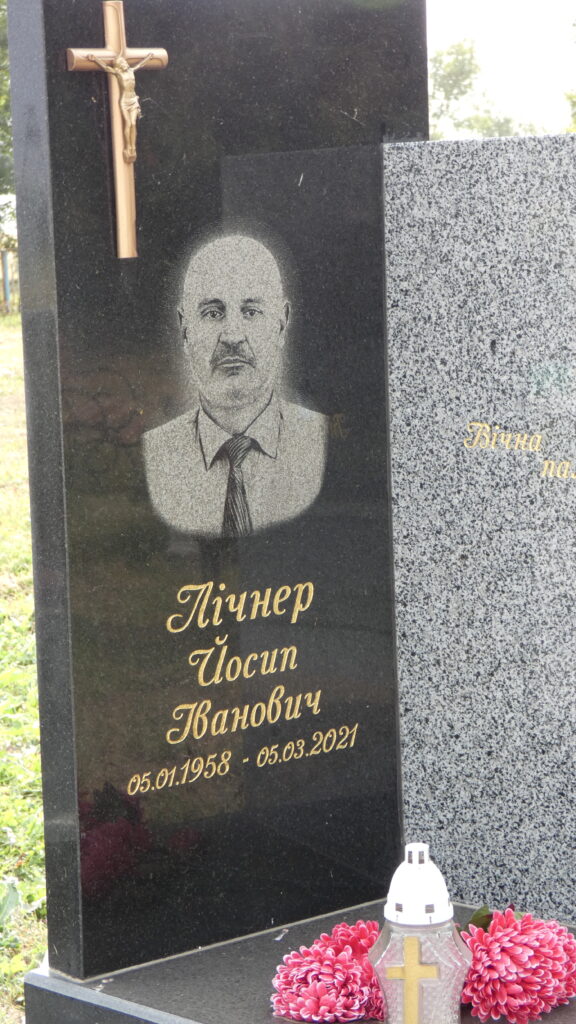 Лічнер
Йосип
Іванович
05.01.1958 - 05.03.2021
Вічна